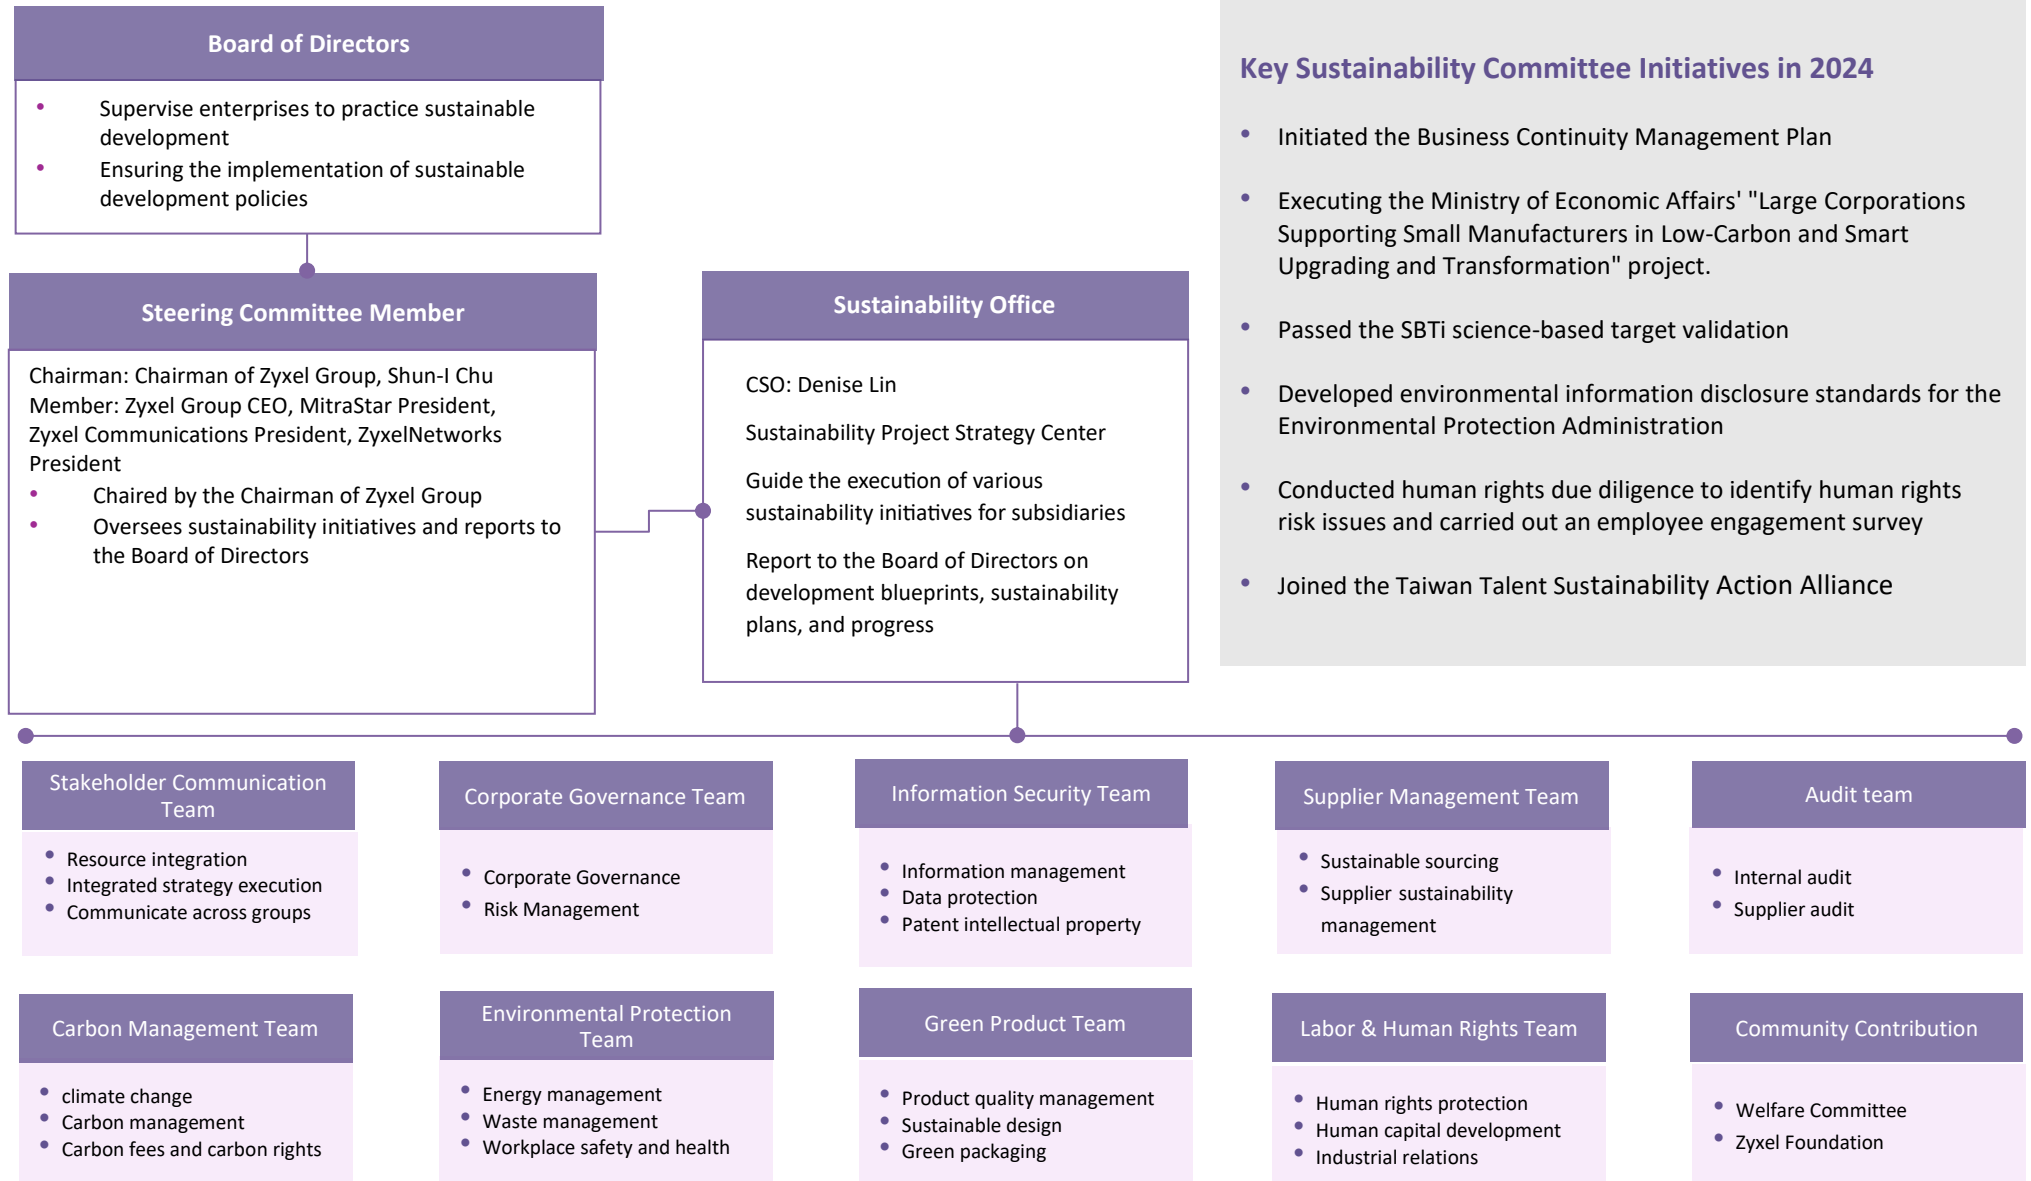 Board of Directors
• Supervise enterprises to practice sustainable
development
• Ensuring the implementation of sustainable
development policies
Steering Committee Member
Chairman: Chairman of Zyxel Group, Shun-I Chu
Member: Zyxel Group CEO, MitraStar President,
Zyxel Communications President, ZyxelNetworks
President
• Chaired by the Chairman of Zyxel Group
• Oversees sustainability initiatives and reports to
the Board of Directors
Sustainability Office
CSO: Denise Lin
Sustainability Project Strategy Center
Guide the execution of various
sustainability initiatives for subsidiaries
Report to the Board of Directors on
development blueprints, sustainability
plans, and progress
Key Sustainability Committee Initiatives in 2024
• Initiated the Business Continuity Management Plan
• Executing the Ministry of Economic Affairs' "Large Corporations
Supporting Small Manufacturers in Low-Carbon and Smart
Upgrading and Transformation" project.
• Passed the SBTi science-based target validation
• Developed environmental information disclosure standards for the
Environmental Protection Administration
• Conducted human rights due diligence to identify human rights
risk issues and carried out an employee engagement survey
• Joined the Taiwan Talent Sustainability Action Alliance
Stakeholder Communication
Team
• Resource integration
• Integrated strategy execution
• Communicate across groups
Corporate Governance Team
• Corporate Governance
• Risk Management
Information Security Team
• Information management
• Data protection
• Patent intellectual property
Supplier Management Team
• Sustainable sourcing
• Supplier sustainability
management
Audit team
• Internal audit
• Supplier audit
Carbon Management Team
• climate change
• Carbon management
• Carbon fees and carbon rights
Environmental Protection
Team
• Energy management
• Waste management
• Workplace safety and health
Green Product Team
• Product quality management
• Sustainable design
• Green packaging
Labor & Human Rights Team
• Human rights protection
• Human capital development
• Industrial relations
Community Contribution
• Welfare Committee
• Zyxel Foundation